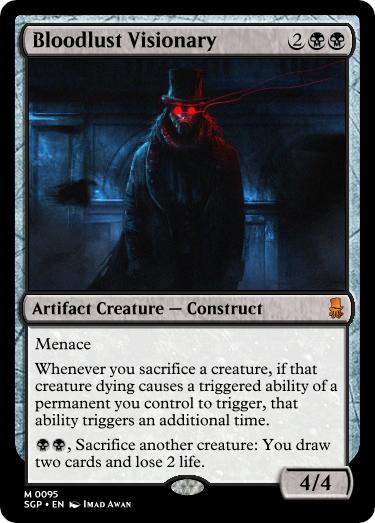 Bloodlust Visionary 2
Artifact Creature — Construct
Menace
Whenever you sacrifice a creature, if that
creature dying causes a triggered ability of a
permanent you control to trigger, that
ability triggers an additional time.
, Sacrifice another creature: You draw
two cards and lose 2 life.
4/4
M 0095
SGP • EN Imad Awan